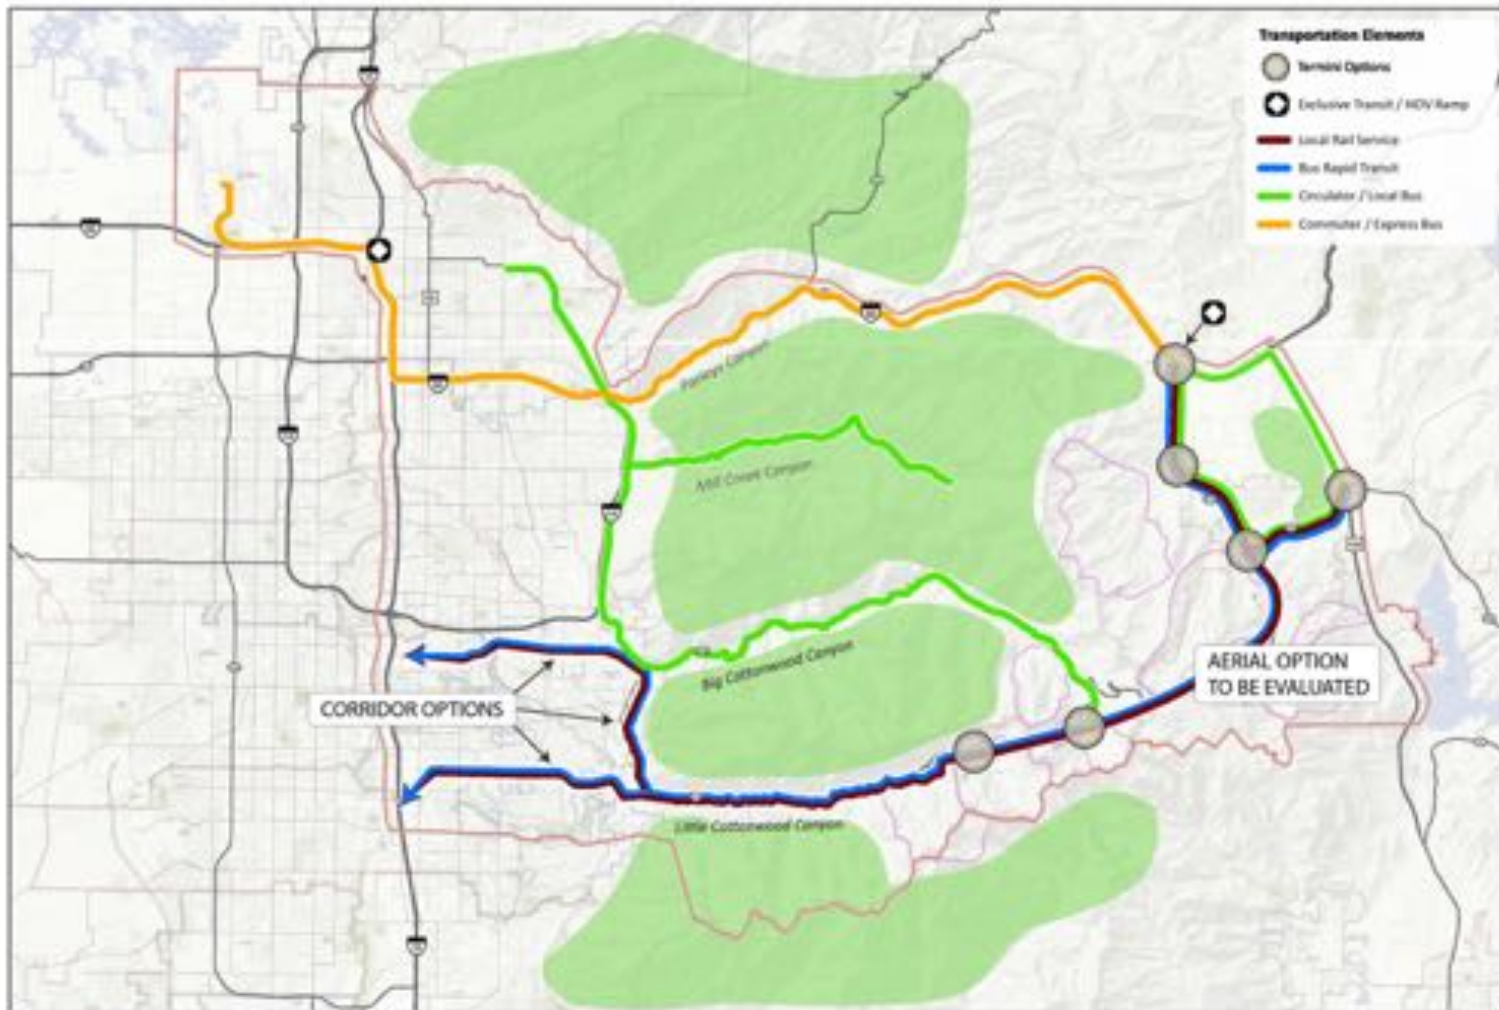 Transportation Elements
Termini Options
Exclusive Transit / HOV Ramp
Local Rail Service
Bus Rapid Transit
Circulator / Local Bus
Commuter / Express Bus
Parleys Canyon
Mill Creek Canyon
Big Cottonwood Canyon
AERIAL OPTION
TO BE EVALUATED
CORRIDOR OPTIONS
Little Cottonwood Canyon